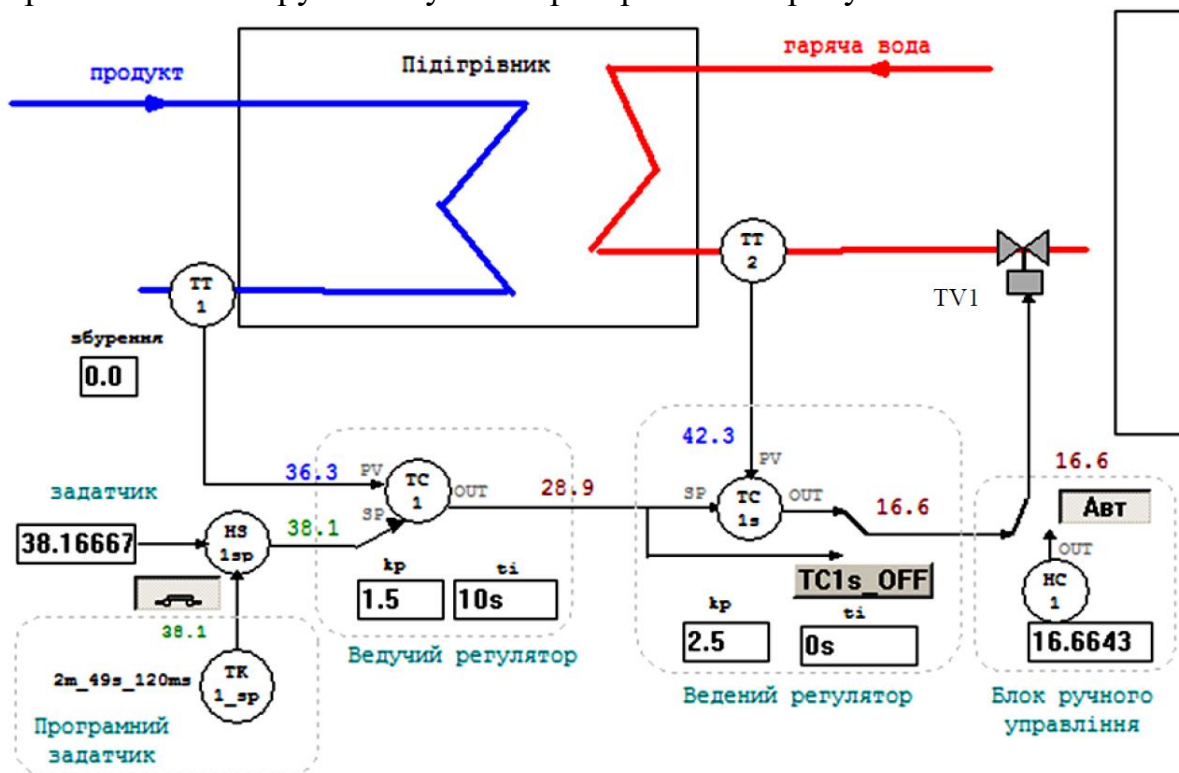 гаряча вода
продукт
Підігрівник
TT
1
TT
2
TV1
збурення
0.0
36.3
PV
TC
1
OUT
28.9
42.3
PV
SP
TC
1s
OUT
16.6
16.6
Авт
задатчик
38.16667
HS
1sp
38.1
SP
kp
ti
1.5
10s
TC1s_OFF
kp
ti
2.5
0s
OUT
HC
1
16.6643
38.1
2m_49s_120ms
TK
1_sp
Програмний
задатчик
Ведучий регулятор
Ведений регулятор
Блок ручного
управління